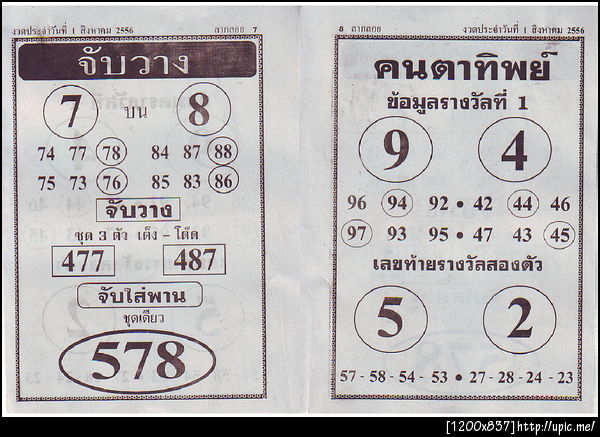 งวดประจำวันที่ 1 สิงหาคม 2556 ลากลอย 7
จับวาง
7 บน 8
74 77 78 84 87 88
75 73 76 85 83 86
จับวาง
ชุด 3 ตัว เต็ง - โต๊ด
477 487
จับใส่พาน
ชุดเดียว
578
8 ลากลอย งวดประจำวันที่ 1 สิงหาคม 2556
คนตาทิพย์
ข้อมูลรางวัลที่ 1
9 4
96 94 92 • 42 44 46
97 93 95 • 47 43 45
เลขท้ายรางวัลสองตัว
5 2
57 - 58 - 54 - 53 • 27 - 28 - 24 - 23
[1200x857]http://upic.me/